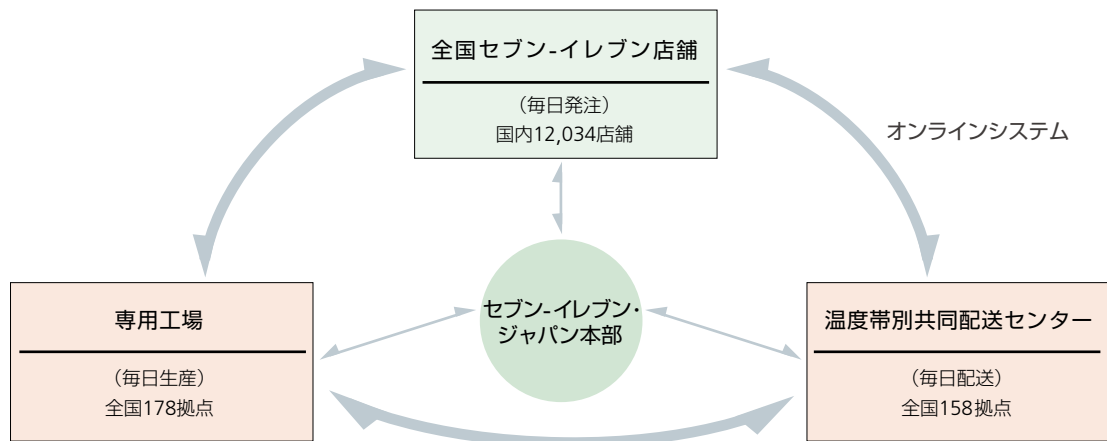 全国セブン-イレブン店舗
（毎日発注）
国内12,034店舗
オンラインシステム
セブン-イレブン・
ジャパン本部
専用工場
（毎日生産）
全国178拠点
温度帯別共同配送センター
（毎日配送）
全国158拠点